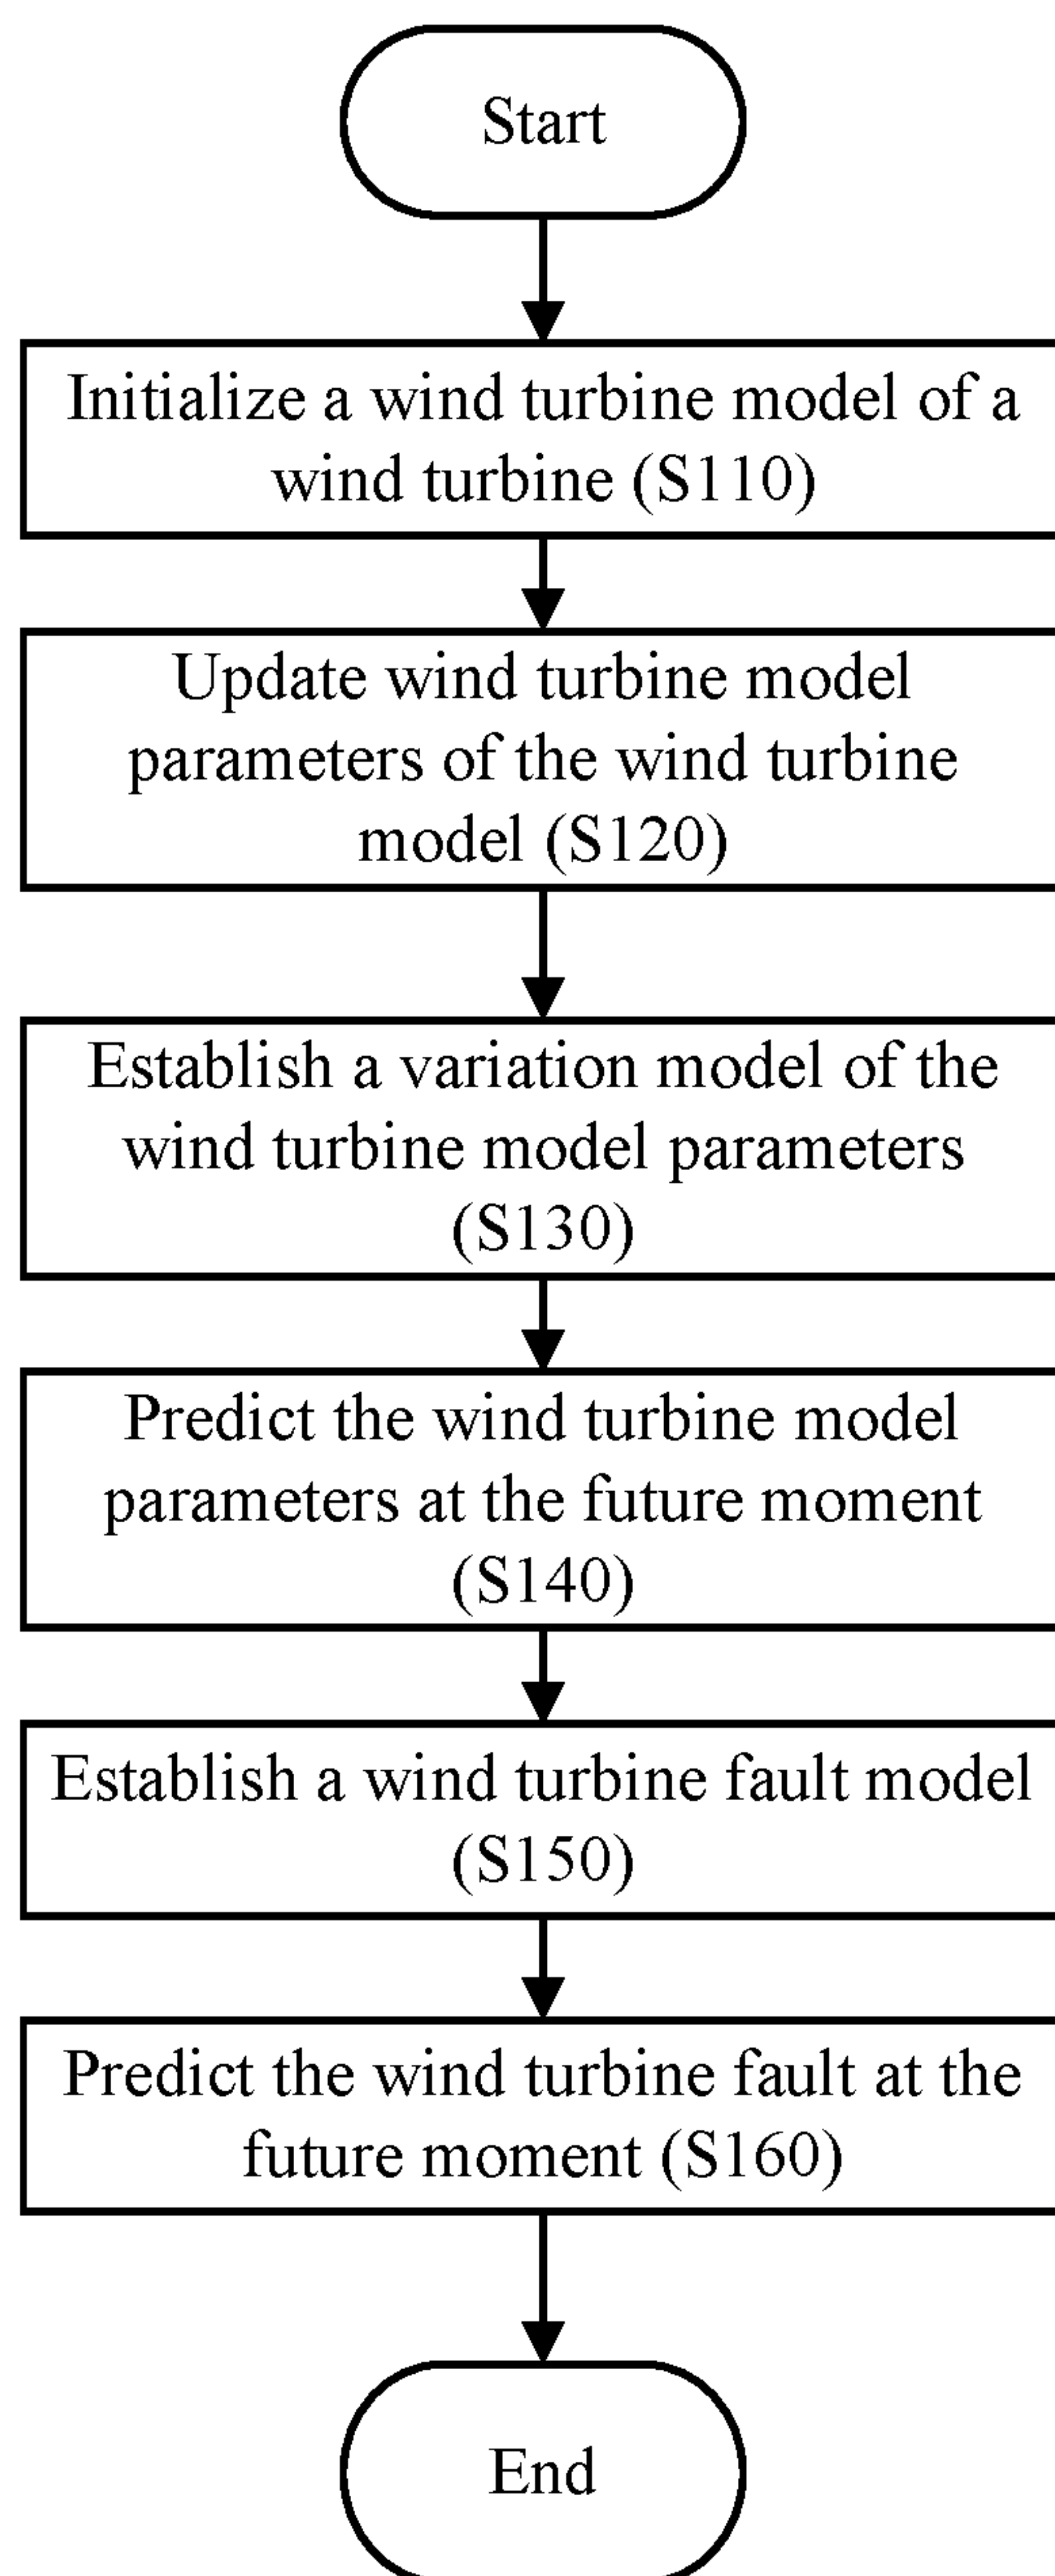 Start
Initialize a wind turbine model of a
wind turbine (S110)
Update wind turbine model
parameters of the wind turbine
model (S120)
Establish a variation model of the
wind turbine model parameters
(S130)
Predict the wind turbine model
parameters at the future moment
(S140)
Establish a wind turbine fault model
(S150)
Predict the wind turbine fault at the
future moment (S160)
End